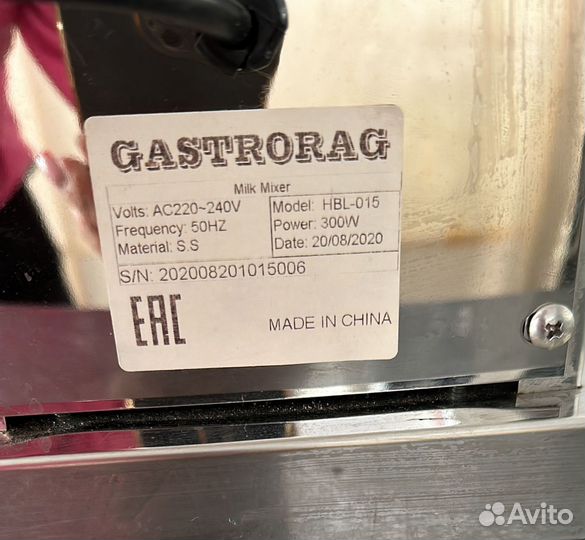 GASTRORAG
Milk Mixer
Volts: AC220~240V
Frequency: 50HZ
Material: S.S
Model: HBL-015
Power: 300W
Date: 20/08/2020
S/N: 202008201015006
EAC
MADE IN CHINA
Avito